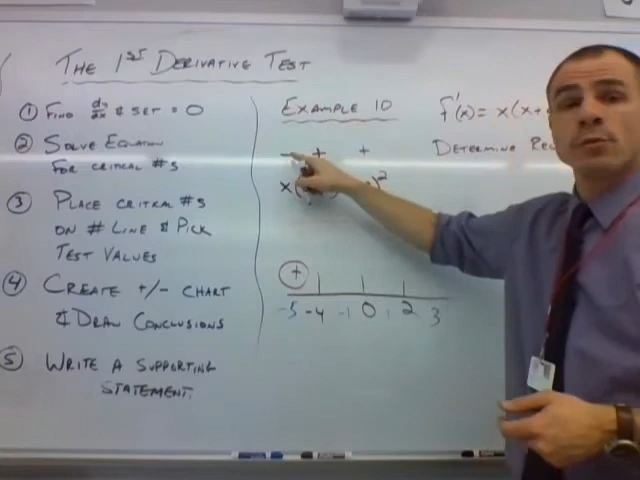 THE 1ST DERIVATIVE TEST
① FIND dy/dx & SET = 0
② SOLVE EQUATION
FOR CRITICAL #S
③ PLACE CRITICAL #S
ON # LINE & PICK
TEST VALUES
④ CREATE +/- CHART
& DRAW CONCLUSIONS
⑤ WRITE A SUPPORTING
STATEMENT.
EXAMPLE 10
f'(x) = x(x+
DETERMINE
- + +
x( )²
+
-5 -4 -1 0 1 2 3